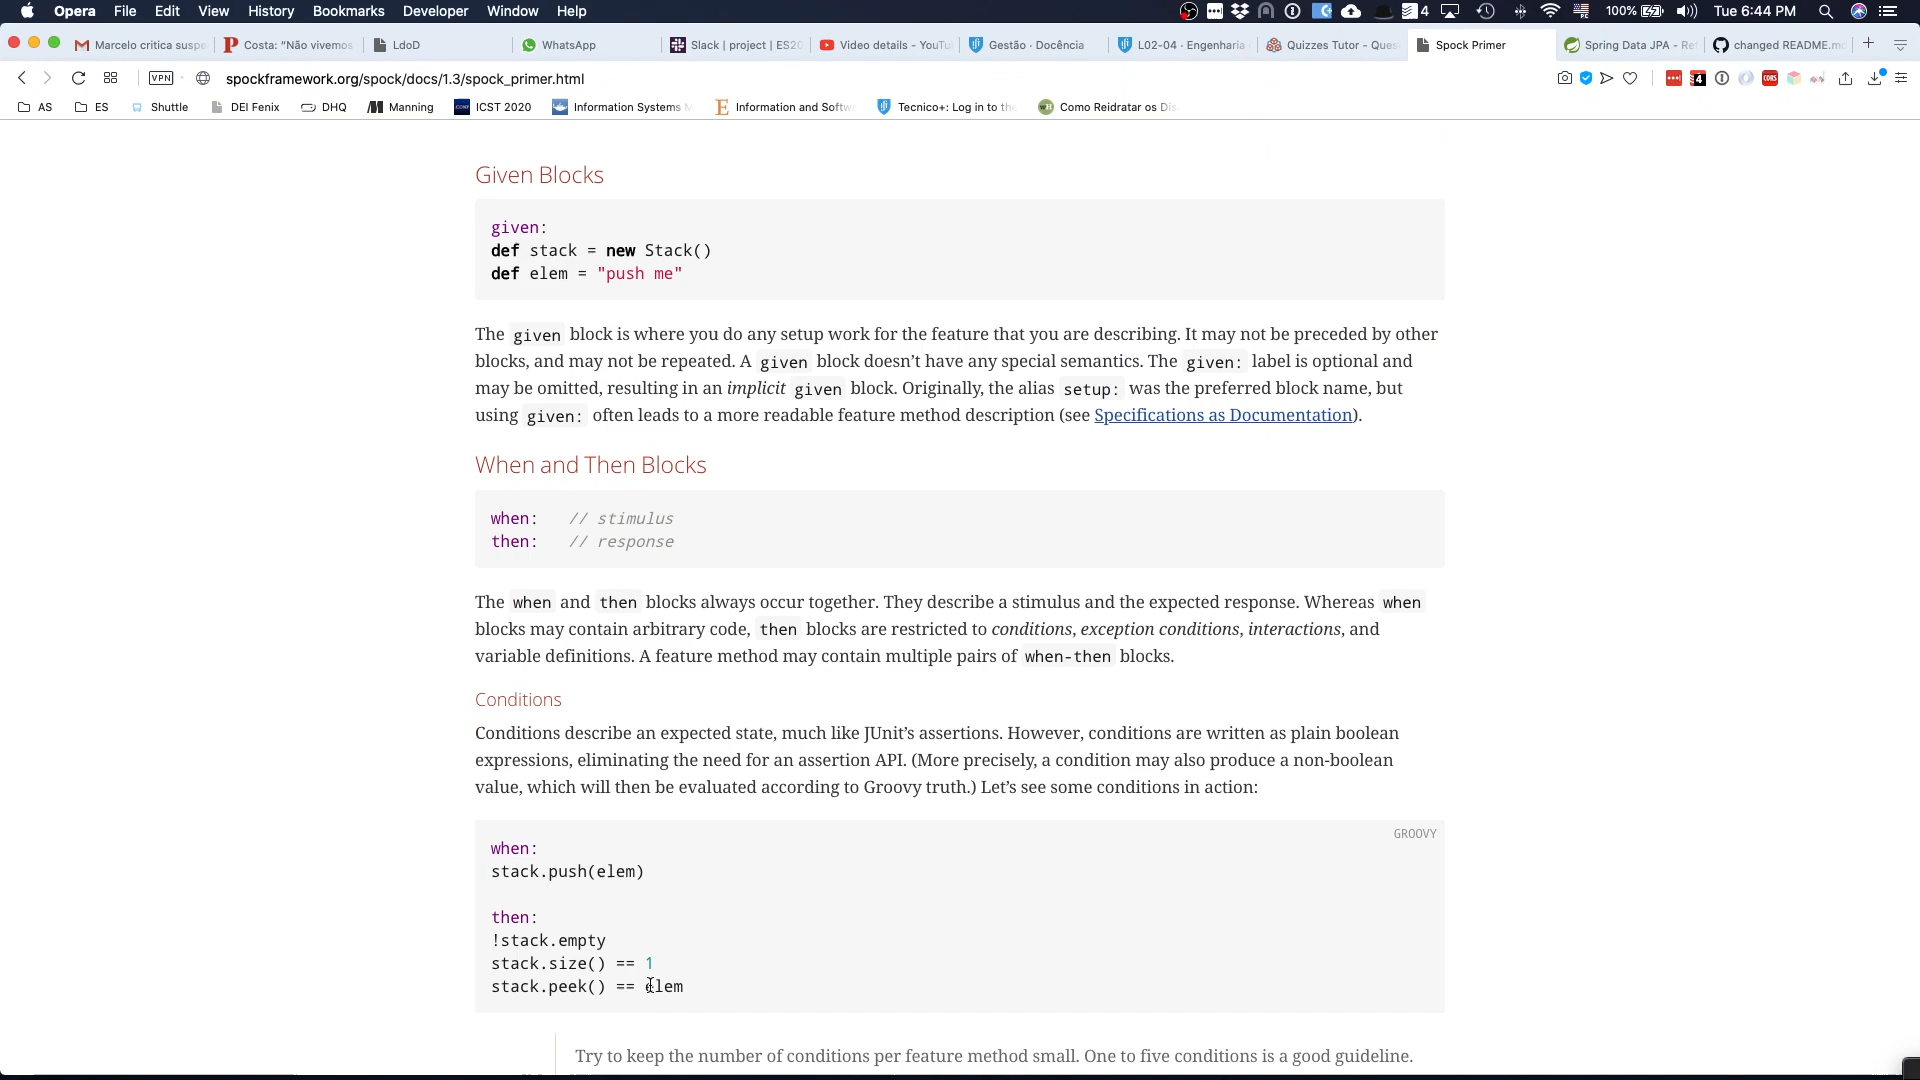 Opera File Edit View History Bookmarks Developer Window Help 4 100% Tue 6:44 PM
Marcelo critica suspe Costa: “Não vivemos LdoD WhatsApp Slack | project | ES20 Video details - YouTu Gestão · Docência L02-04 · Engenharia Quizzes Tutor - Ques Spock Primer Spring Data JPA - Re changed README.md
VPN spockframework.org/spock/docs/1.3/spock_primer.html
AS ES Shuttle DEI Fenix DHQ Manning ICST 2020 Information Systems Information and Softw Tecnico+: Log in to the Como Reidratar os Dis
Given Blocks
given:
def stack = new Stack()
def elem = "push me"
The given block is where you do any setup work for the feature that you are describing. It may not be preceded by other
blocks, and may not be repeated. A given block doesn’t have any special semantics. The given: label is optional and
may be omitted, resulting in an implicit given block. Originally, the alias setup: was the preferred block name, but
using given: often leads to a more readable feature method description (see Specifications as Documentation).
When and Then Blocks
when: // stimulus
then: // response
The when and then blocks always occur together. They describe a stimulus and the expected response. Whereas when
blocks may contain arbitrary code, then blocks are restricted to conditions, exception conditions, interactions, and
variable definitions. A feature method may contain multiple pairs of when-then blocks.
Conditions
Conditions describe an expected state, much like JUnit’s assertions. However, conditions are written as plain boolean
expressions, eliminating the need for an assertion API. (More precisely, a condition may also produce a non-boolean
value, which will then be evaluated according to Groovy truth.) Let’s see some conditions in action:
GROOVY
when:
stack.push(elem)
then:
!stack.empty
stack.size() == 1
stack.peek() == elem
Try to keep the number of conditions per feature method small. One to five conditions is a good guideline.